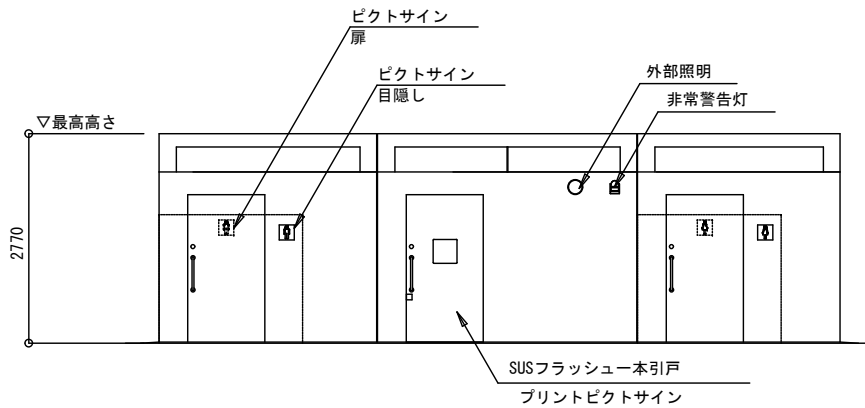 ピクトサイン
扉
ピクトサイン
目隠し
外部照明
非常警告灯
▽最高高さ
2770
SUSフラッシュー本引戸
プリントピクトサイン